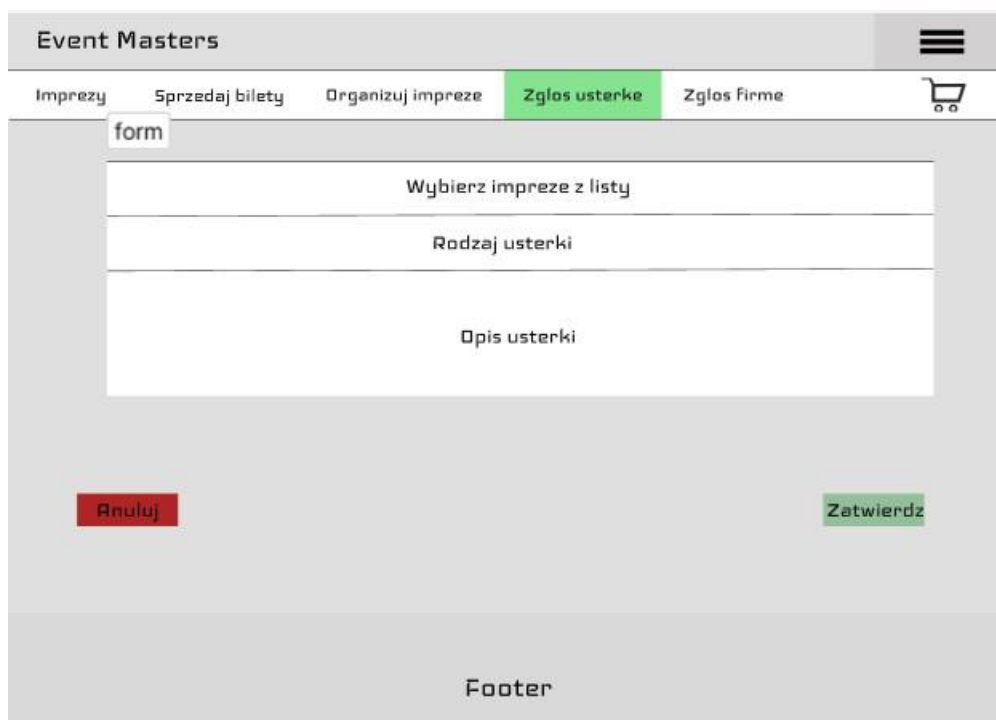 Event Masters
Imprezy Sprzedaj bilety Organizuj impreze Zglos usterke Zglos firme
form
Wybierz impreze z listy
Rodzaj usterki
Opis usterki
Anuluj Zatwierdz
Footer